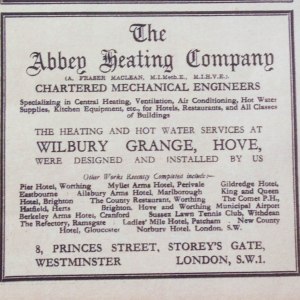 The
Abbey Heating Company
(A. FRASER MACLEAN, M.I.Mech.E., M.I.H.V.E.)
CHARTERED MECHANICAL ENGINEERS
Specializing in Central Heating, Ventilation, Air Conditioning, Hot Water
Supplies, Kitchen Equipment, etc., for Hotels, Restaurants, and All Classes
of Buildings
THE HEATING AND HOT WATER SERVICES AT
WILBURY GRANGE, HOVE,
WERE DESIGNED AND INSTALLED BY US
Other Works Recently Completed include:-
Pier Hotel, Worthing Myllet Arms Hotel, Perivale Gildredge Hotel,
Eastbourne Ailsbury Arms Hotel, Marlborough King and Queen
Hotel, Brighton The County Restaurant, Worthing The Comet P.H.,
Hatfield, Herts Brighton, Hove and Worthing Municipal Airport
Berkeley Arms Hotel, Cranford Sussex Lawn Tennis Club, Withdean
The Refectory, Ramsgate Ladies' Mile Hotel, Patcham New County
Hotel, Gloucester Norbury Hotel, London, S.W.
8, PRINCES STREET, STOREY'S GATE,
WESTMINSTER LONDON, S.W.1.